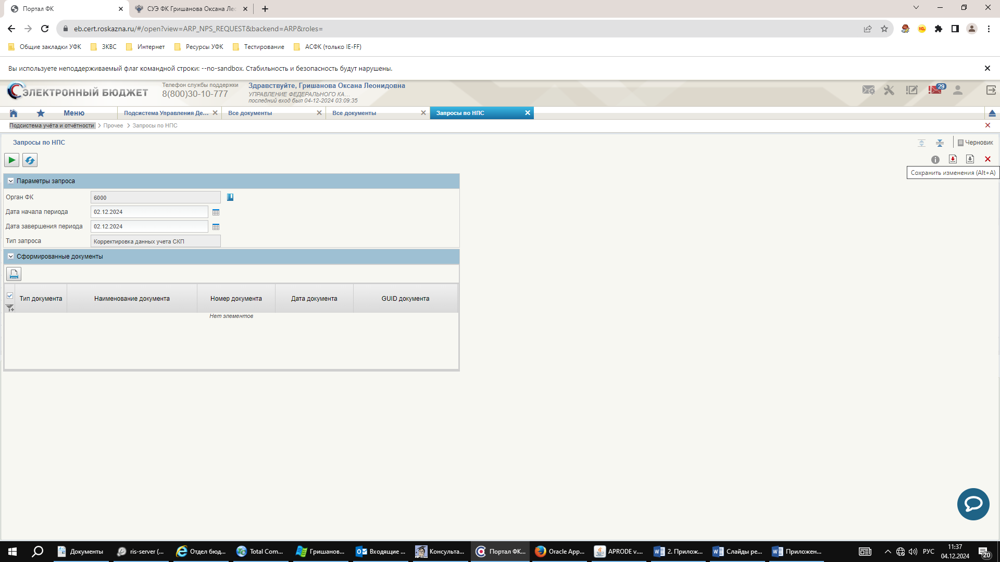 Портал ФК
СУЭ ФК Гришанова Оксана Лес
eb.cert.roskazna.ru/#/open?view=ARP_NPS_REQUEST&backend=ARP&roles=
Общие закладки УФК
ЗКВС
Интернет
Ресурсы УФК
Тестирование
АСФК (только IE-FF)
Вы используете неподдерживаемый флаг командной строки: --no-sandbox. Стабильность и безопасность будут нарушены.
ЭЛЕКТРОННЫЙ БЮДЖЕТ
Телефон службы поддержки
8(800)30-10-777
Здравствуйте, Гришанова Оксана Леонидовна
УПРАВЛЕНИЕ ФЕДЕРАЛЬНОГО КА...
последний вход был 04-12-2024 03:09:35
29
Меню
Подсистема Управления Де...
Все документы
Все документы
Запросы по НПС
Подсистема учёта и отчётности > Прочее > Запросы по НПС
Запросы по НПС
Черновик
Сохранить изменения (Alt+A)
Параметры запроса
Орган ФК 6000
Дата начала периода 02.12.2024
Дата завершения периода 02.12.2024
Тип запроса Корректировка данных учета СКП
Сформированные документы
Тип документа Наименование документа Номер документа Дата документа GUID документа
Нет элементов
Документы
ris-server (...
Отдел бюд...
Total Com...
Гришанов...
Входящие ...
Консульта...
Портал ФК...
Oracle App...
APRODE v....
2. Прилож...
Слайды ре...
Приложен...
РУС
11:37
04.12.2024
20